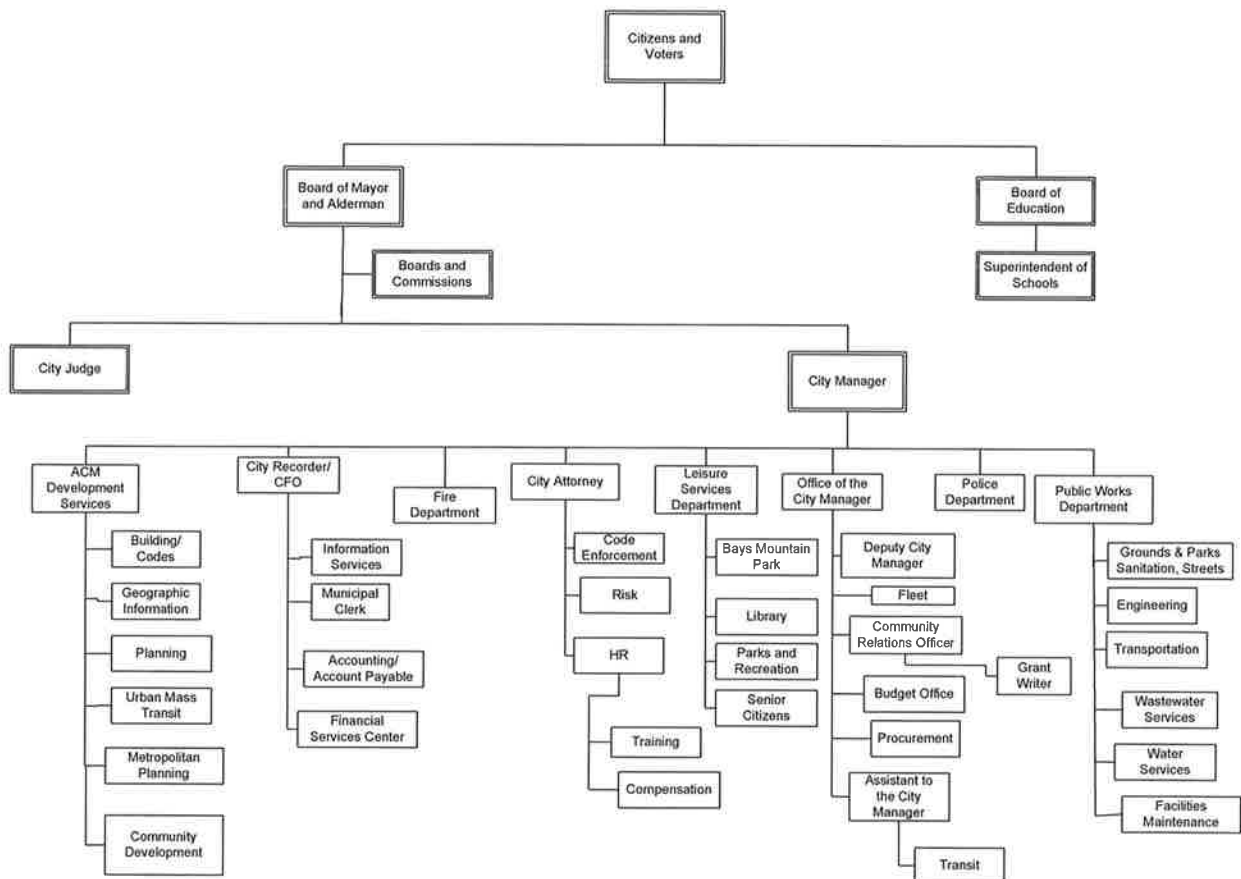 Citizens and
Voters
Board of Mayor
and Alderman
Board of
Education
Boards and
Commissions
Superintendent of
Schools
City Judge
City Manager
ACM
Development
Services
City Recorder/
CFO
Fire
Department
City Attorney
Leisure
Services
Department
Office of the
City Manager
Police
Department
Public Works
Department
Building/
Codes
Geographic
Information
Planning
Urban Mass
Transit
Metropolitan
Planning
Community
Development
Information
Services
Municipal
Clerk
Accounting/
Account Payable
Financial
Services Center
Code
Enforcement
Risk
HR
Training
Compensation
Bays Mountain
Park
Library
Parks and
Recreation
Senior
Citizens
Deputy City
Manager
Fleet
Community
Relations Officer
Grant
Writer
Budget Office
Procurement
Assistant to
the City
Manager
Transit
Grounds & Parks
Sanitation, Streets
Engineering
Transportation
Wastewater
Services
Water
Services
Facilities
Maintenance